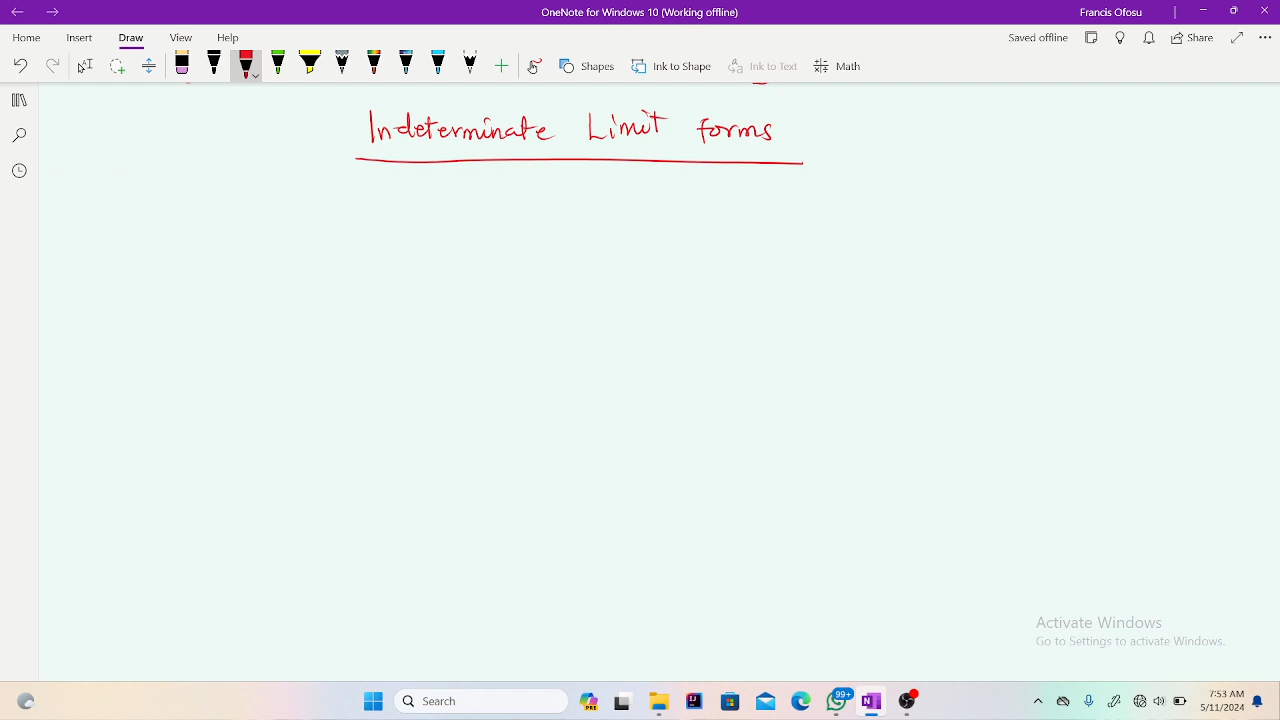 OneNote for Windows 10 (Working offline)
Francis Ofosu
Home Insert Draw View Help
Saved offline
Share
Shapes
Ink to Shape
Ink to Text
Math
Indeterminate Limit forms
Activate Windows
Go to Settings to activate Windows.
Search
PRE
99+
7:53 AM
5/11/2024